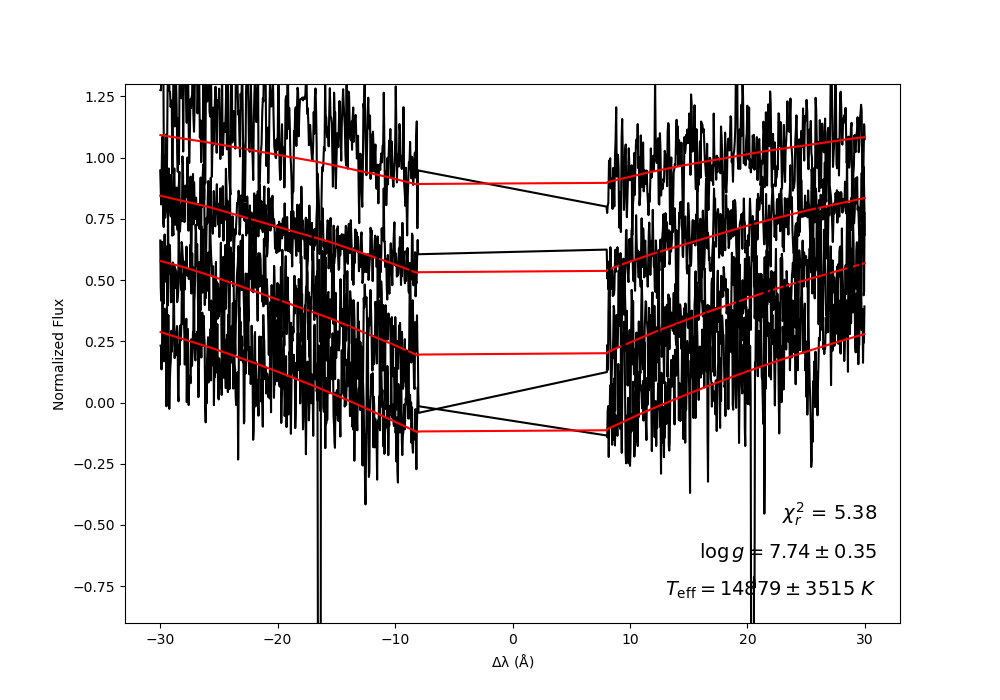 1.25
1.00
0.75
0.50
0.25
0.00
−0.25
−0.50
−0.75
Normalized Flux
χ²ᵣ = 5.38
log g = 7.74 ± 0.35
T_eff = 14879 ± 3515 K
−30 −20 −10 0 10 20 30
Δλ (Å)